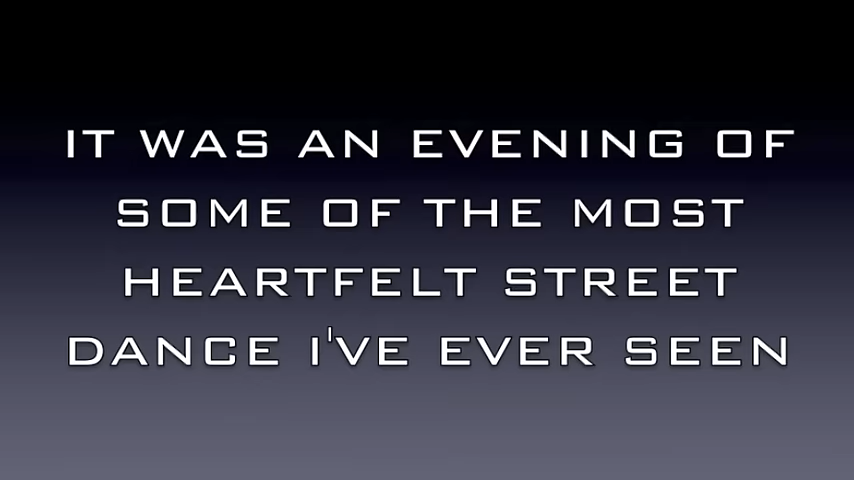 IT WAS AN EVENING OF
SOME OF THE MOST
HEARTFELT STREET
DANCE I'VE EVER SEEN